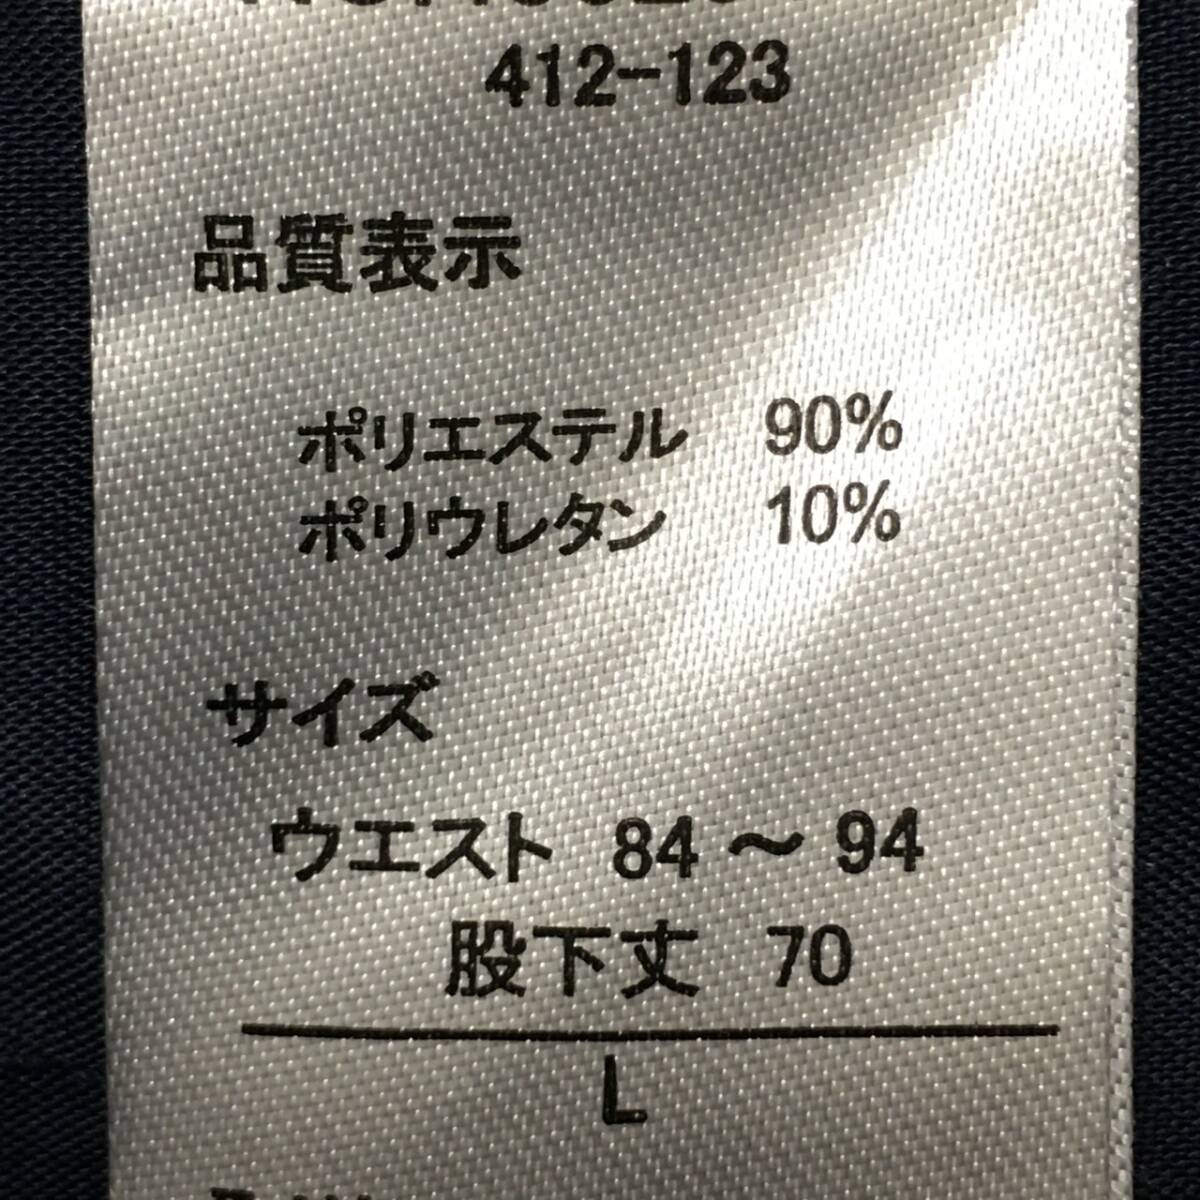 412-123
品質表示
ポリエステル 90%
ポリウレタン 10%
サイズ
ウエスト 84～94
股下丈 70
L